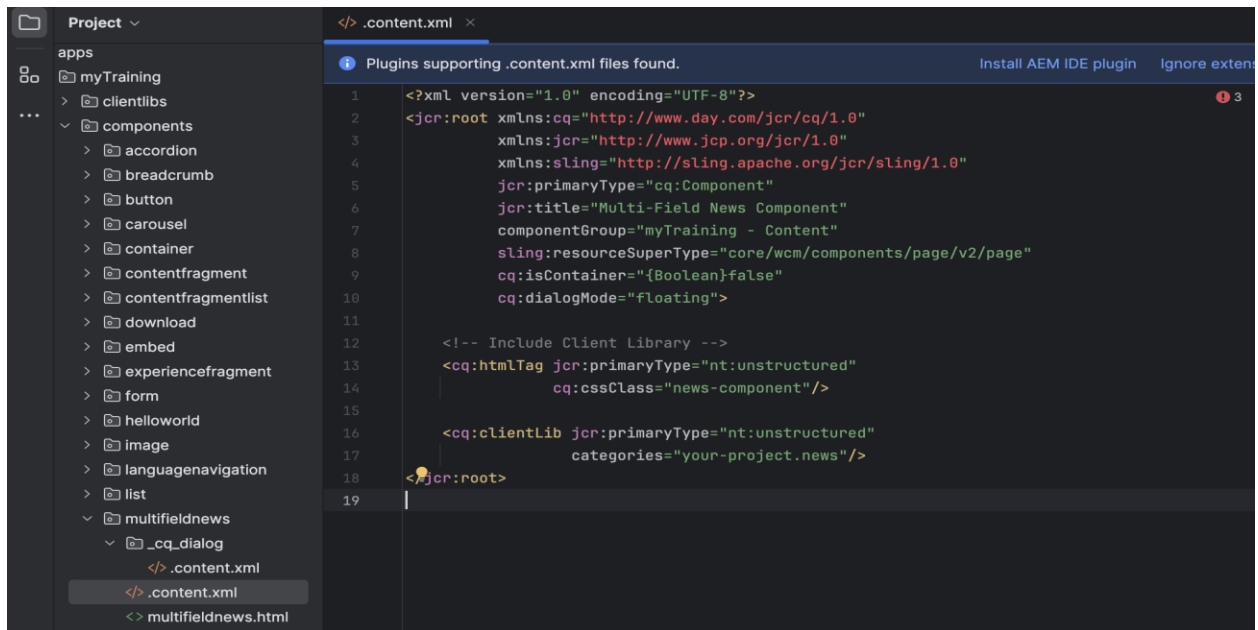 Project
apps
myTraining
clientlibs
components
accordion
breadcrumb
button
carousel
container
contentfragment
contentfragmentlist
download
embed
experiencefragment
form
helloworld
image
languagenavigation
list
multifieldnews
_cq_dialog
</> .content.xml
</> .content.xml
<> multifieldnews.html
</> .content.xml ×
Plugins supporting .content.xml files found. Install AEM IDE plugin Ignore extens
3
1 <?xml version="1.0" encoding="UTF-8"?>
2 <jcr:root xmlns:cq="http://www.day.com/jcr/cq/1.0"
3 xmlns:jcr="http://www.jcp.org/jcr/1.0"
4 xmlns:sling="http://sling.apache.org/jcr/sling/1.0"
5 jcr:primaryType="cq:Component"
6 jcr:title="Multi-Field News Component"
7 componentGroup="myTraining - Content"
8 sling:resourceSuperType="core/wcm/components/page/v2/page"
9 cq:isContainer="{Boolean}false"
10 cq:dialogMode="floating">
11
12 <!-- Include Client Library -->
13 <cq:htmlTag jcr:primaryType="nt:unstructured"
14 cq:cssClass="news-component"/>
15
16 <cq:clientLib jcr:primaryType="nt:unstructured"
17 categories="your-project.news"/>
18 </jcr:root>
19